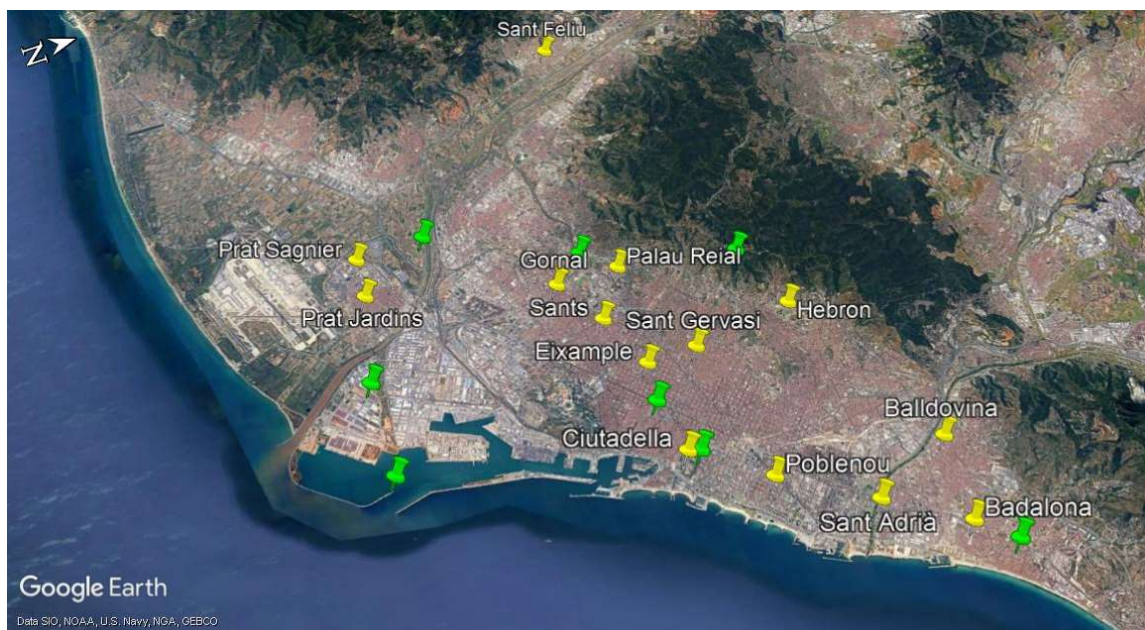 Sant Feliu
N
Prat Sagnier
Gornal
Palau Reial
Prat Jardins
Sants
Sant Gervasi
Hebron
Eixample
Balldovina
Ciutadella
Poblenou
Sant Adrià
Badalona
Google Earth
Data SIO, NOAA, U.S. Navy, NGA, GEBCO